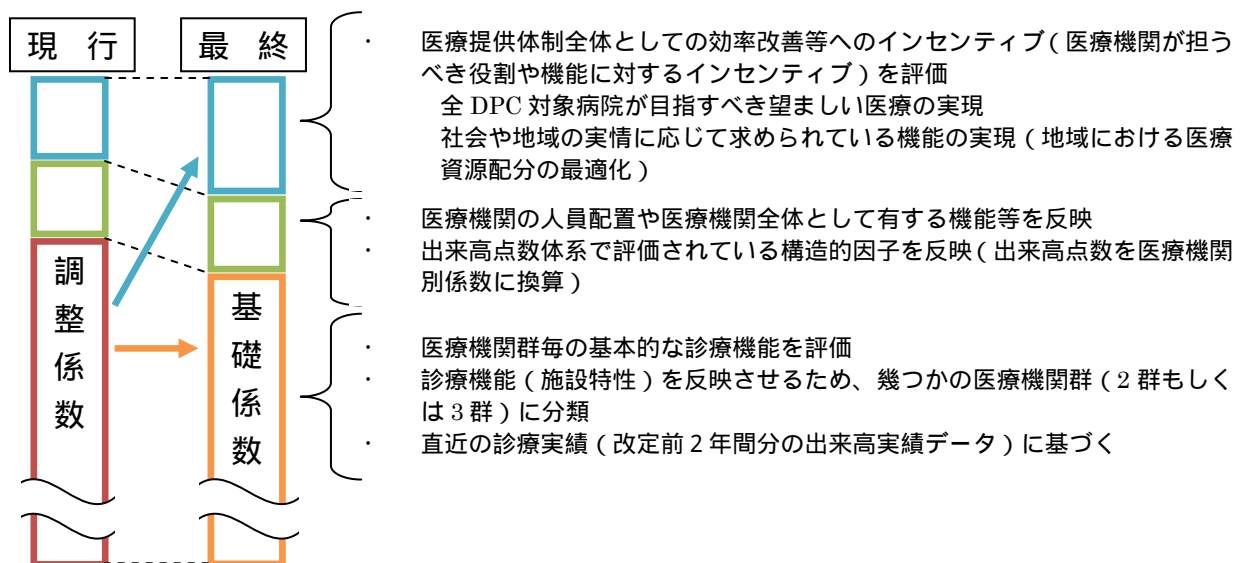 現 行
最 終
・ 医療提供体制全体としての効率改善等へのインセンティブ(医療機関が担う
べき役割や機能に対するインセンティブ)を評価
全 DPC 対象病院が目指すべき望ましい医療の実現
社会や地域の実情に応じて求められている機能の実現(地域における医療
資源配分の最適化)
・ 医療機関の人員配置や医療機関全体として有する機能等を反映
・ 出来高点数体系で評価されている構造的因子を反映(出来高点数を医療機関
別係数に換算)
調整係数
基礎係数
・ 医療機関群毎の基本的な診療機能を評価
・ 診療機能(施設特性)を反映させるため、幾つかの医療機関群(2 群もしく
は 3 群)に分類
・ 直近の診療実績(改定前2年間分の出来高実績データ)に基づく